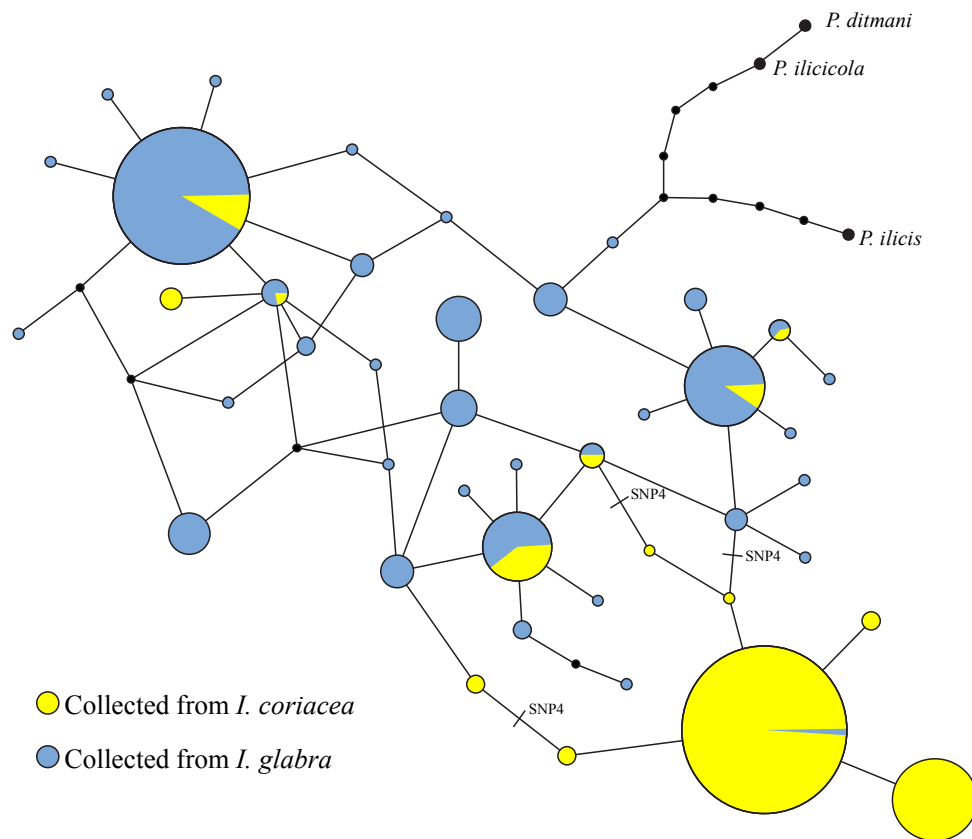 P. ditmani
P. ilicicola
P. ilicis
SNP4
SNP4
SNP4
Collected from I. coriacea
Collected from I. glabra